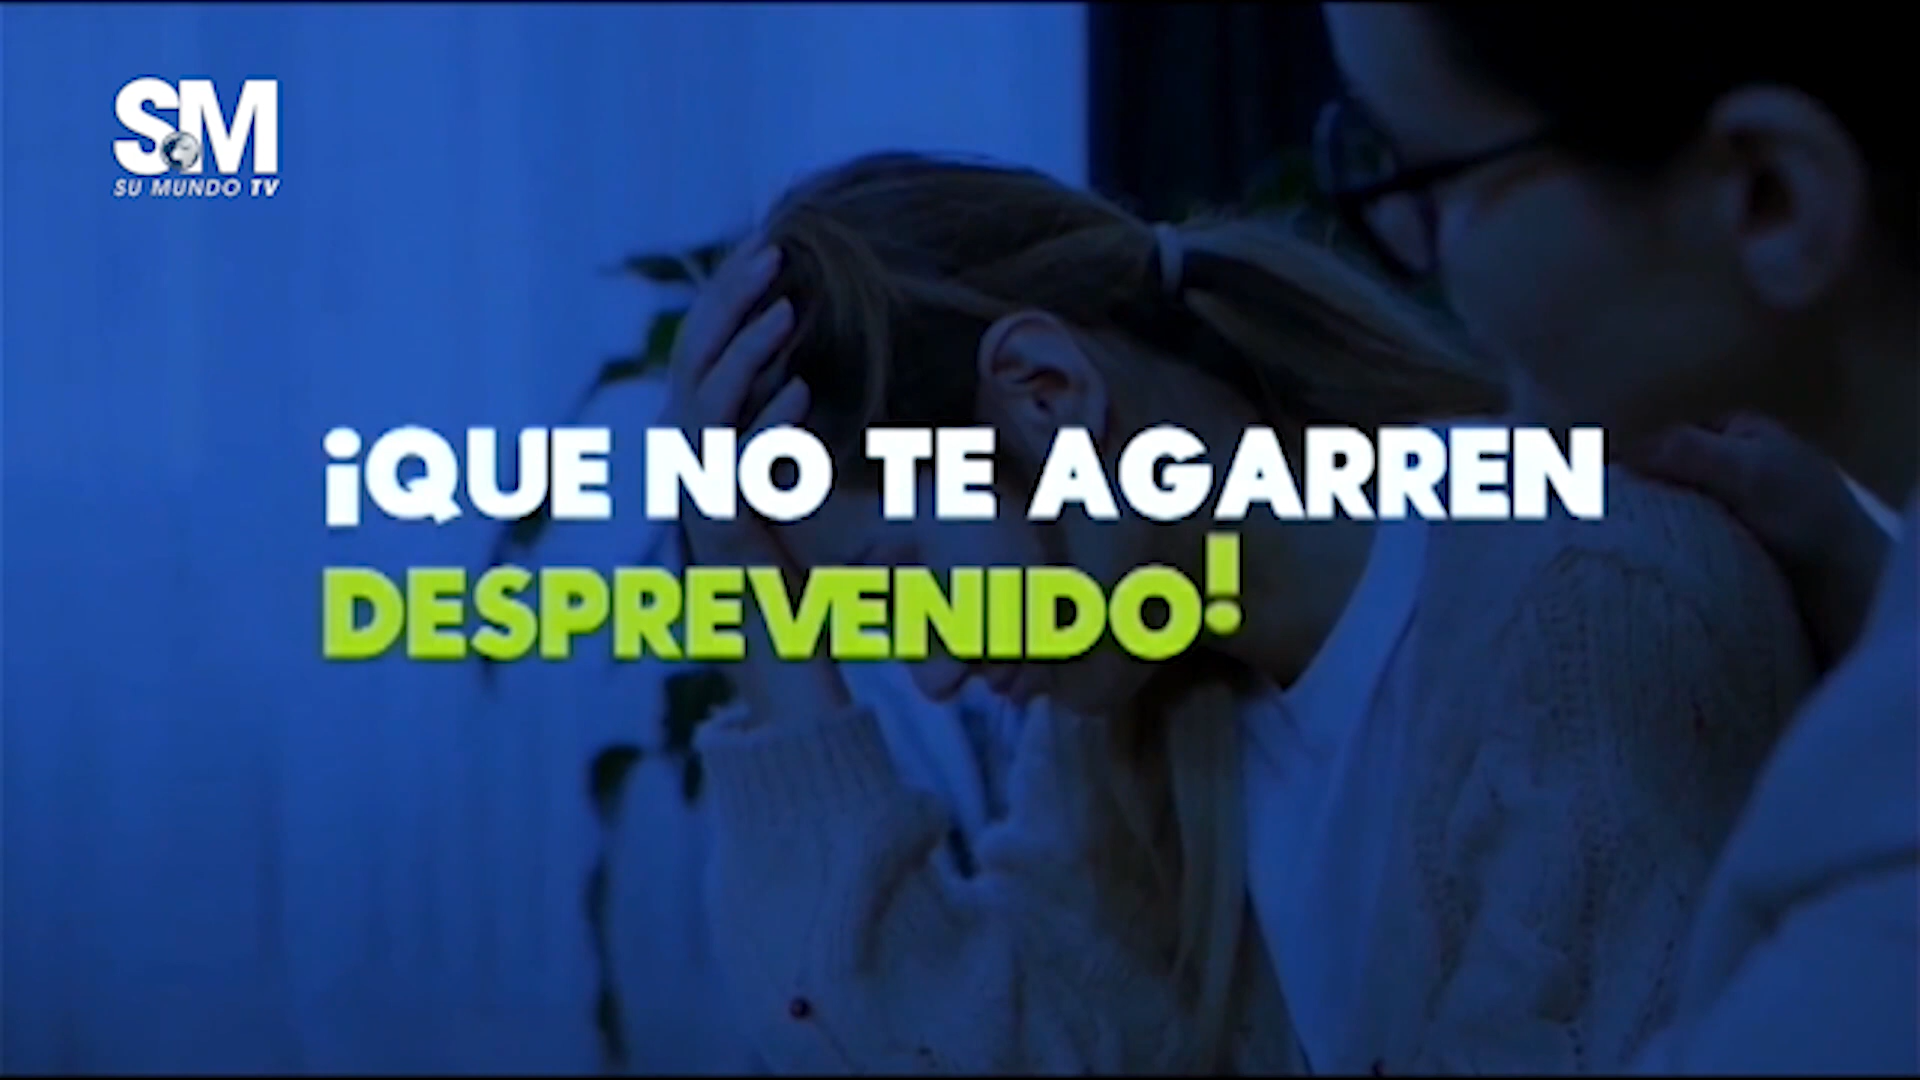 SM
SU MUNDO TV
¡QUE NO TE AGARREN
DESPREVENIDO!